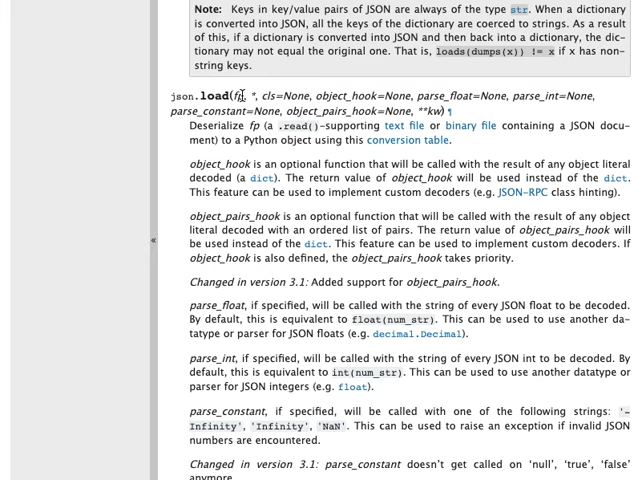 Note: Keys in key/value pairs of JSON are always of the type str. When a dictionary
is converted into JSON, all the keys of the dictionary are coerced to strings. As a
result of this, if a dictionary is converted into JSON and then back into a dictionary, the dic-
tionary may not equal the original one. That is, loads(dumps(x)) != x if x has non-
string keys.
json.load(fp, *, cls=None, object_hook=None, parse_float=None, parse_int=None,
parse_constant=None, object_pairs_hook=None, **kw) ¶
Deserialize fp (a .read()-supporting text file or binary file containing a JSON docu-
ment) to a Python object using this conversion table.
object_hook is an optional function that will be called with the result of any object literal
decoded (a dict). The return value of object_hook will be used instead of the dict.
This feature can be used to implement custom decoders (e.g. JSON-RPC class hinting).
object_pairs_hook is an optional function that will be called with the result of any object
literal decoded with an ordered list of pairs. The return value of object_pairs_hook will
be used instead of the dict. This feature can be used to implement custom decoders. If
object_hook is also defined, the object_pairs_hook takes priority.
Changed in version 3.1: Added support for object_pairs_hook.
parse_float, if specified, will be called with the string of every JSON float to be decoded.
By default, this is equivalent to float(num_str). This can be used to use another da-
tatype or parser for JSON floats (e.g. decimal.Decimal).
parse_int, if specified, will be called with the string of every JSON int to be decoded. By
default, this is equivalent to int(num_str). This can be used to use another datatype or
parser for JSON integers (e.g. float).
parse_constant, if specified, will be called with one of the following strings: '-
Infinity', 'Infinity', 'NaN'. This can be used to raise an exception if invalid JSON
numbers are encountered.
Changed in version 3.1: parse_constant doesn't get called on 'null', 'true', 'false'
anymore.
«